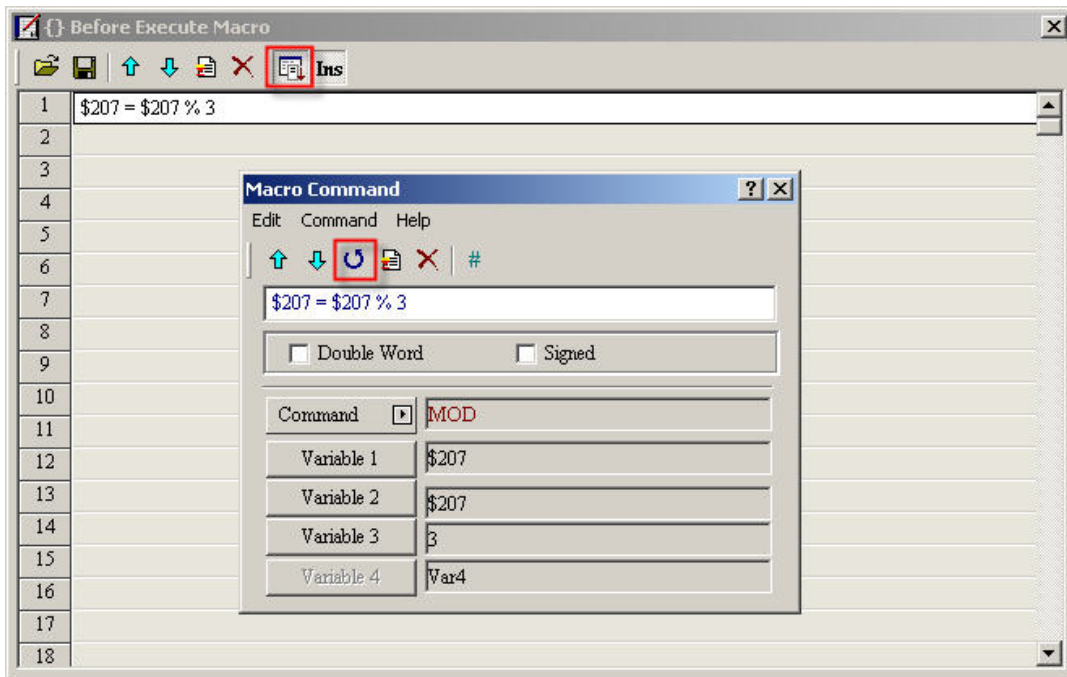 {} Before Execute Macro
Ins
1 $207 = $207 % 3
2
3
4
5
6
7
8
9
10
11
12
13
14
15
16
17
18
Macro Command
Edit Command Help
#
$207 = $207 % 3
Double Word Signed
Command MOD
Variable 1 $207
Variable 2 $207
Variable 3 3
Variable 4 Var4